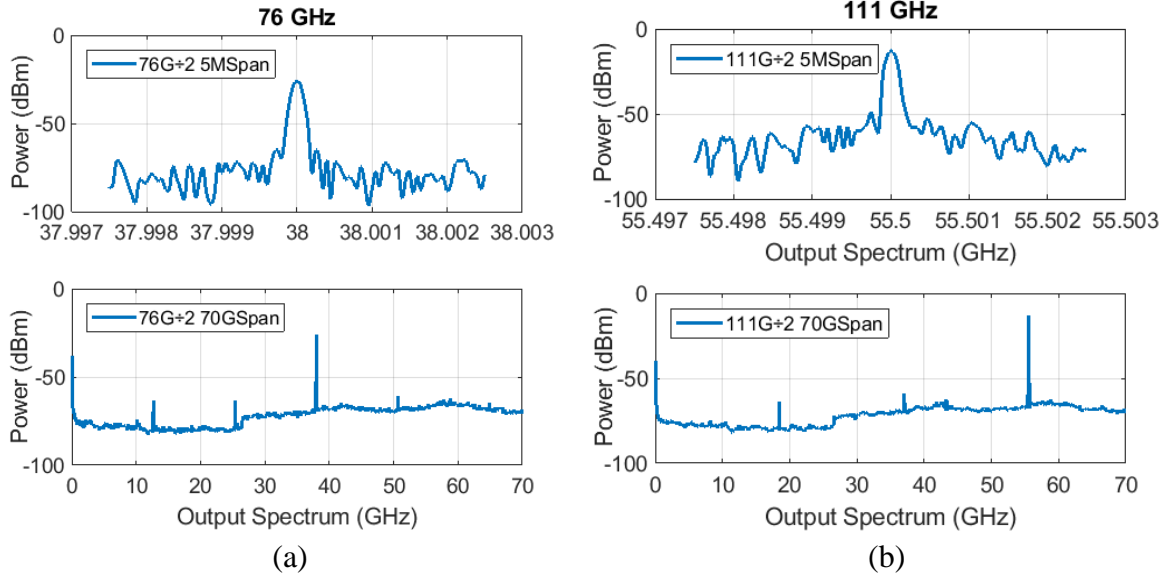 76 GHz
0
-50
-100
Power (dBm)
76G÷2 5MSpan
37.997 37.998 37.999 38 38.001 38.002 38.003
0
-50
-100
Power (dBm)
76G÷2 70GSpan
0 10 20 30 40 50 60 70
Output Spectrum (GHz)
(a)
111 GHz
0
-50
-100
Power (dBm)
111G÷2 5MSpan
55.497 55.498 55.499 55.5 55.501 55.502 55.503
Output Spectrum (GHz)
0
-50
-100
Power (dBm)
111G÷2 70GSpan
0 10 20 30 40 50 60 70
Output Spectrum (GHz)
(b)